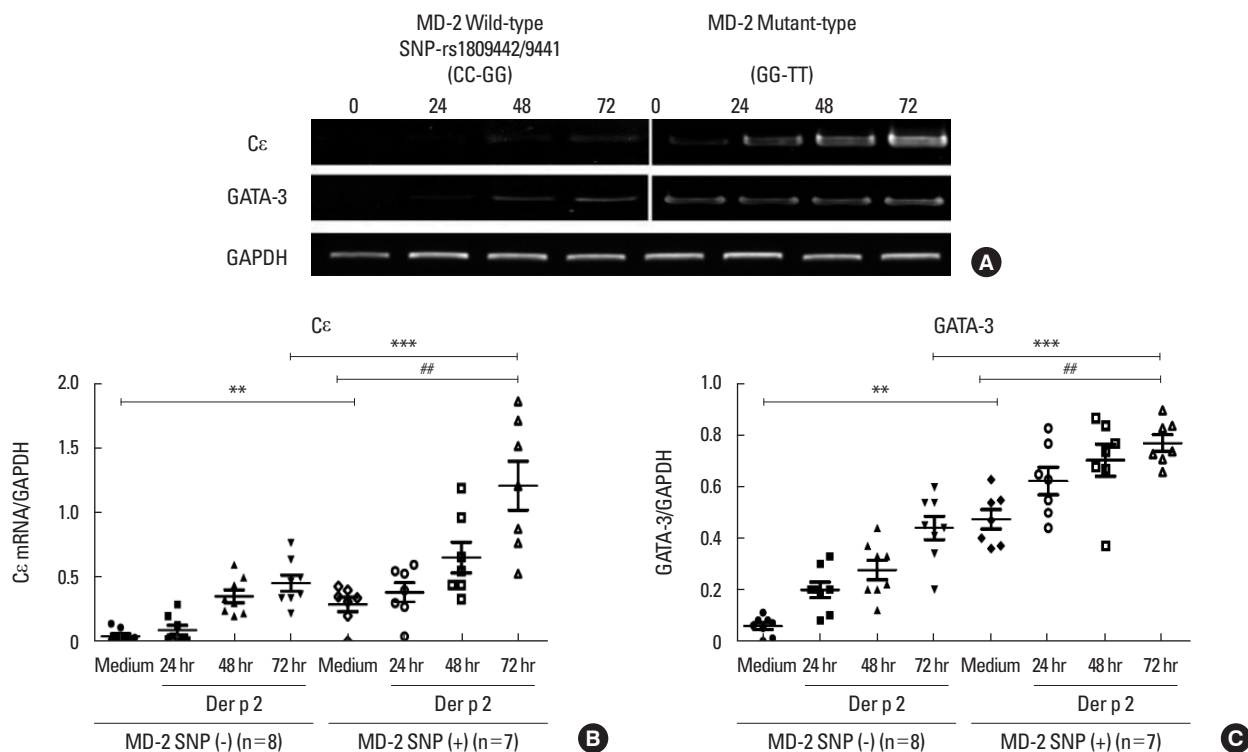 MD-2 Wild-type MD-2 Mutant-type
SNP-rs1809442/9441
(CC-GG) (GG-TT)
0 24 48 72 0 24 48 72
Cε
GATA-3
GAPDH
A
Cε
***
##
**
2.0
1.5
1.0
0.5
0
Cε mRNA/GAPDH
Medium 24 hr 48 hr 72 hr Medium 24 hr 48 hr 72 hr
Der p 2 Der p 2
MD-2 SNP (-) (n=8) MD-2 SNP (+) (n=7)
B
GATA-3
***
##
**
1.0
0.8
0.6
0.4
0.2
0
GATA-3/GAPDH
Medium 24 hr 48 hr 72 hr Medium 24 hr 48 hr 72 hr
Der p 2 Der p 2
MD-2 SNP (-) (n=8) MD-2 SNP (+) (n=7)
C